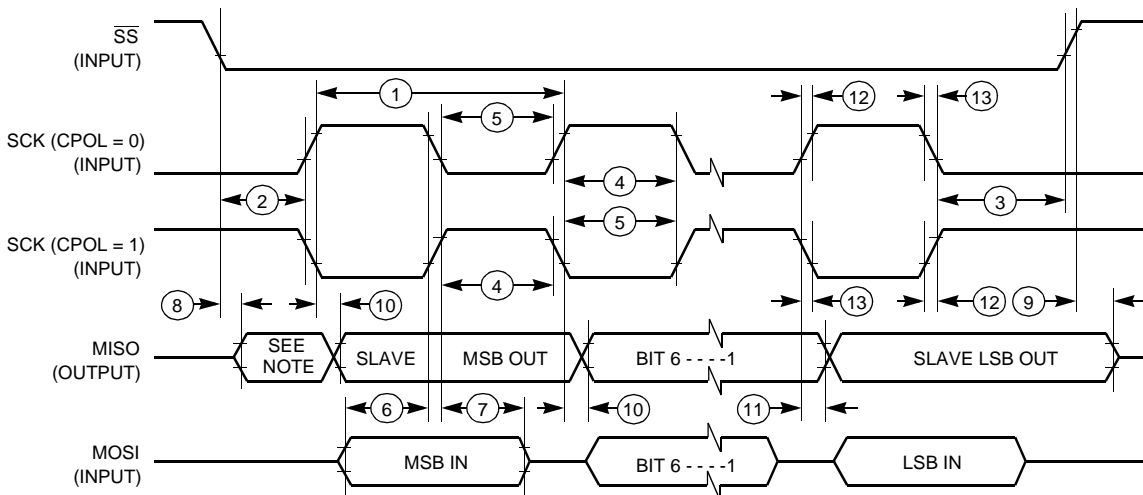 SS
(INPUT)
1
12
13
5
SCK (CPOL = 0)
(INPUT)
4
2
3
5
SCK (CPOL = 1)
(INPUT)
4
8
10
13
12
9
MISO
(OUTPUT)
SEE
NOTE
SLAVE
MSB OUT
BIT 6 - - - - 1
SLAVE LSB OUT
6
7
10
11
MOSI
(INPUT)
MSB IN
BIT 6 - - - - 1
LSB IN